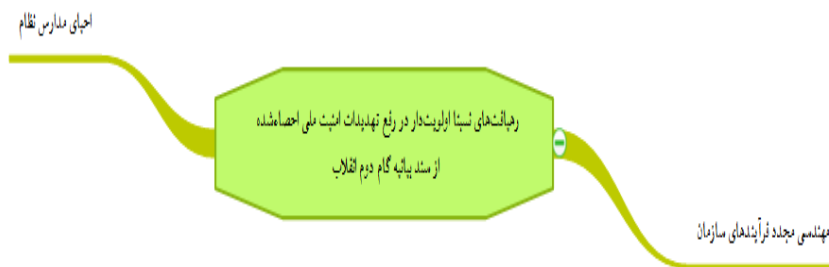 احیای مدارس نظام
رهیافت‌های نسبتا اولویت‌دار در رفع تهدیدات امنیت ملی احصاءشده
از سند بیانیه گام دوم انقلاب
مهندسی مجدد فرآیندهای سازمان